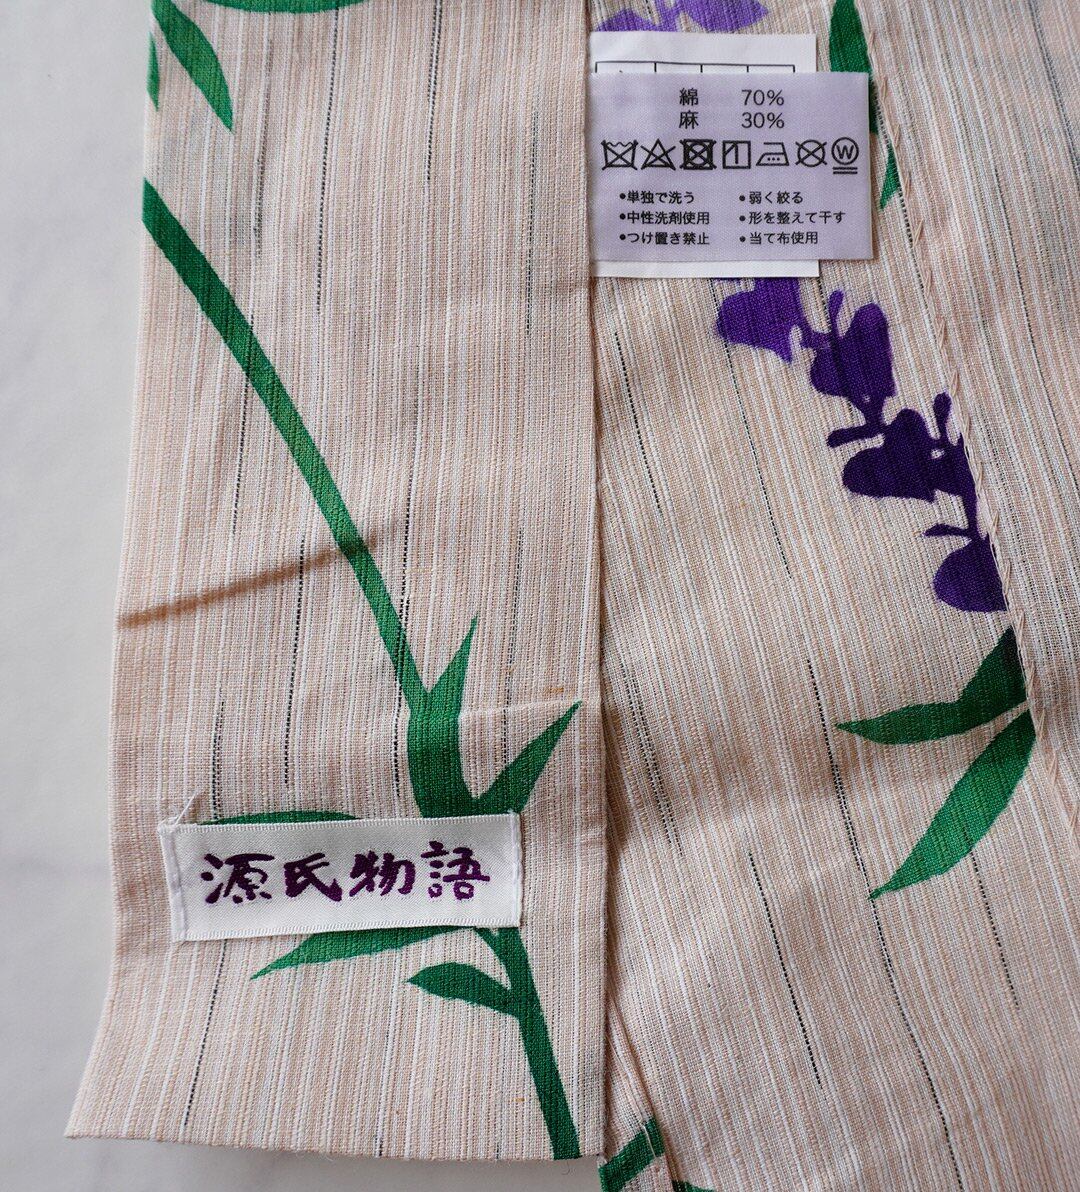 綿 70%
麻 30%
W
•単独で洗う •弱く絞る
•中性洗剤使用 •形を整えて干す
•つけ置き禁止 •当て布使用
源氏物語